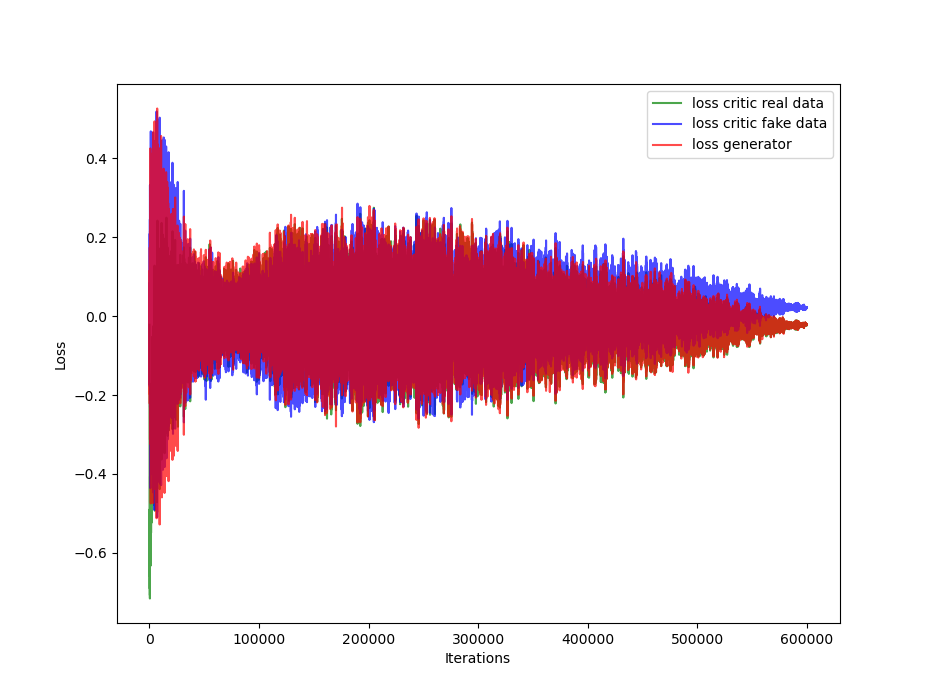 loss critic real data
loss critic fake data
loss generator
0.4
0.2
0.0
−0.2
−0.4
−0.6
Loss
0 100000 200000 300000 400000 500000 600000
Iterations